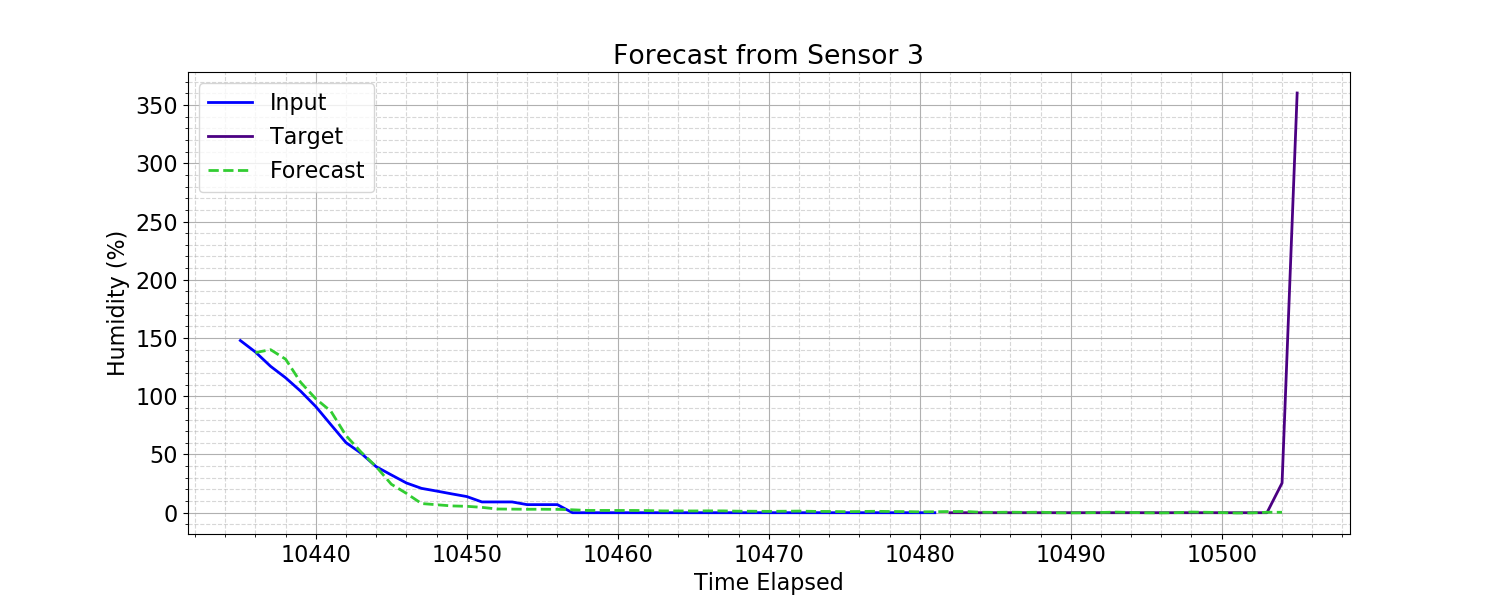 Forecast from Sensor 3
Input
Target
Forecast
350
300
250
200
150
100
50
0
Humidity (%)
10440 10450 10460 10470 10480 10490 10500
Time Elapsed